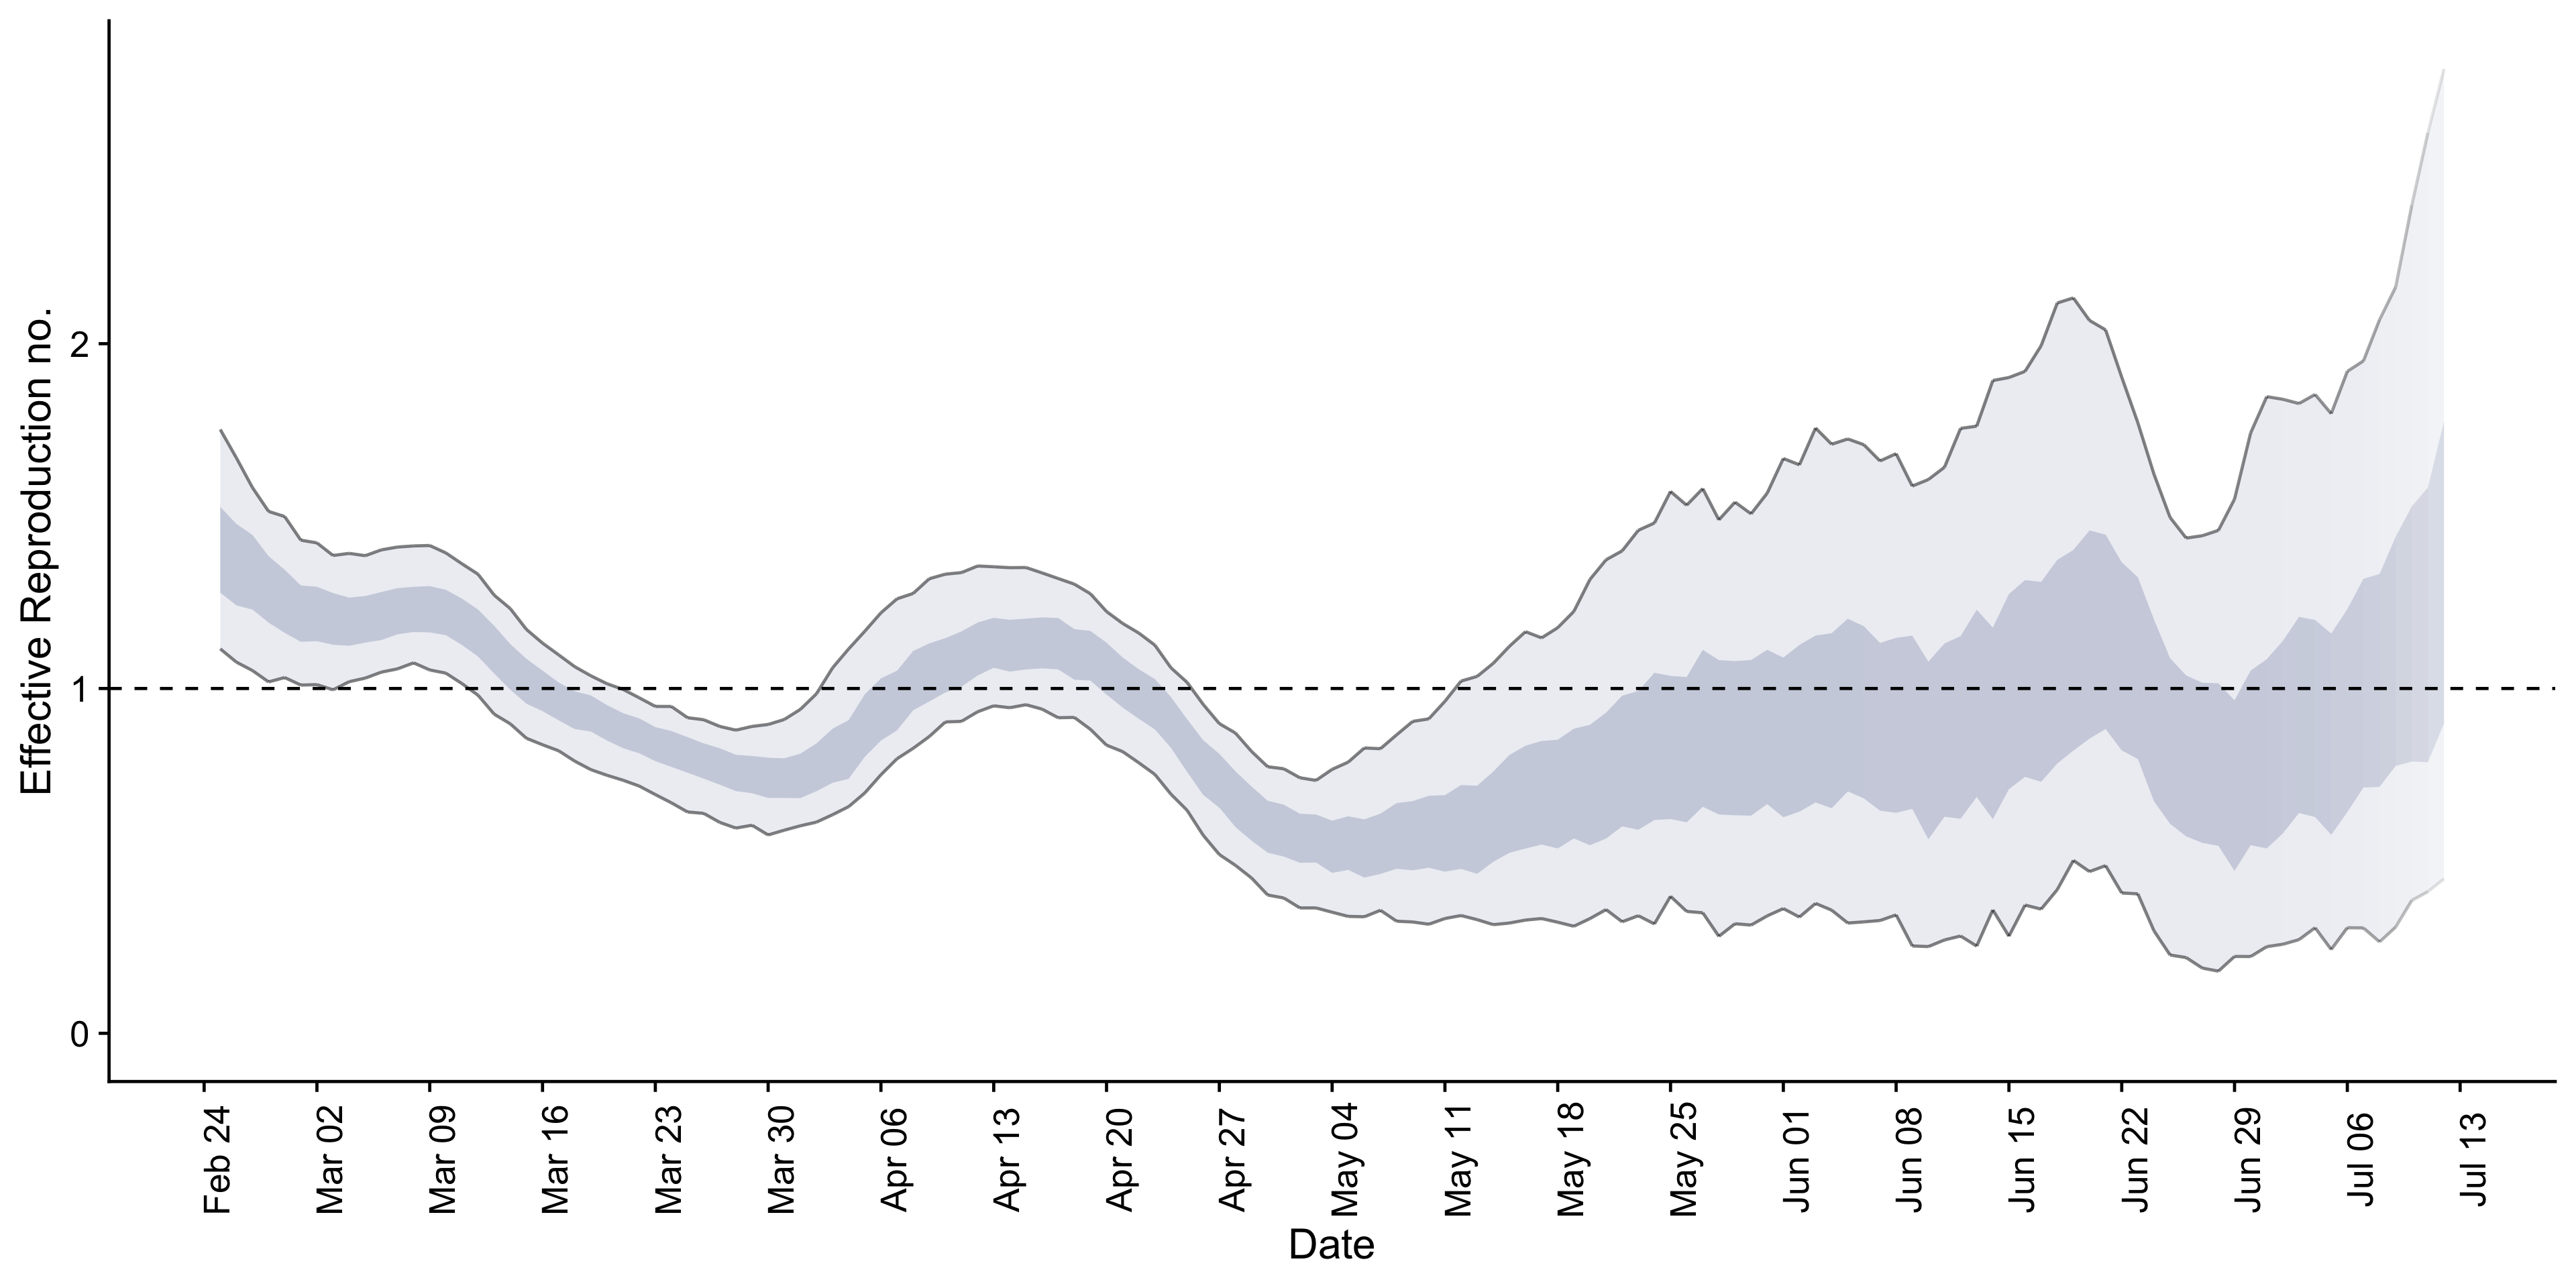 Effective Reproduction no.
2
1
0
Feb 24
Mar 02
Mar 09
Mar 16
Mar 23
Mar 30
Apr 06
Apr 13
Apr 20
Apr 27
May 04
May 11
May 18
May 25
Jun 01
Jun 08
Jun 15
Jun 22
Jun 29
Jul 06
Jul 13
Date